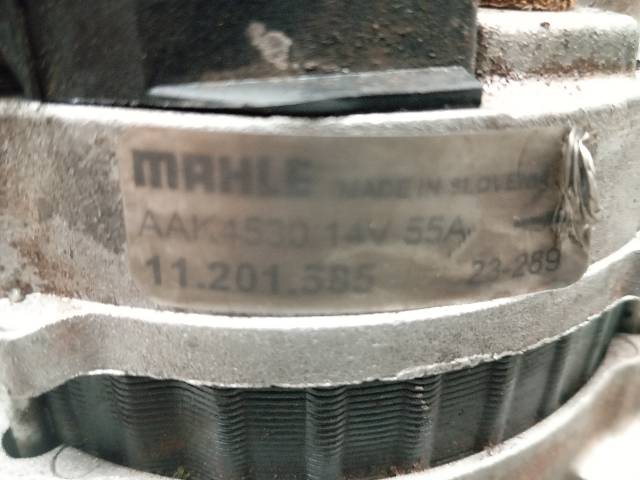 MAHLE MADE IN SLOVENIA
AAK4530 14V 55A
11.201.585 23-289